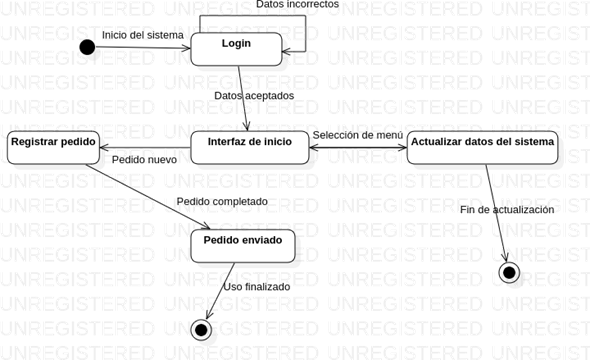 Datos incorrectos
Inicio del sistema
Login
Datos aceptados
Registrar pedido
Interfaz de inicio
Selección de menú
Actualizar datos del sistema
Pedido nuevo
Pedido completado
Fin de actualización
Pedido enviado
Uso finalizado
UNREGISTERED